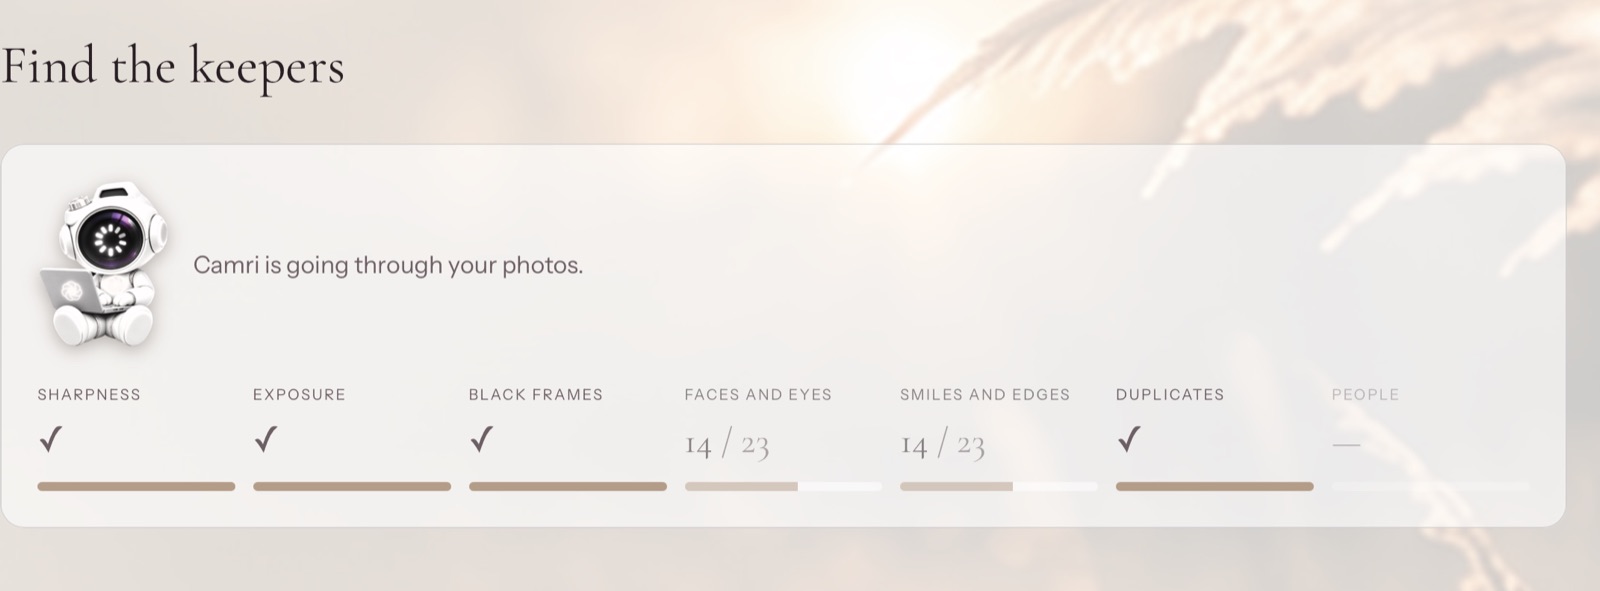 Find the keepers
Camri is going through your photos.
SHARPNESS EXPOSURE BLACK FRAMES FACES AND EYES SMILES AND EDGES DUPLICATES PEOPLE
✓ ✓ ✓ 14 / 23 14 / 23 ✓ —